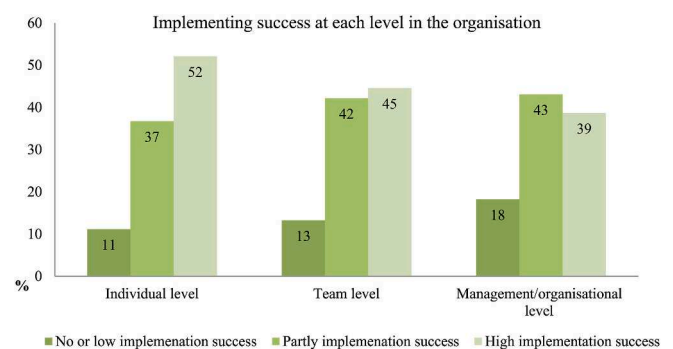 Implementing success at each level in the organisation
60
50
40
30
20
10
0
%
11
37
52
13
42
45
18
43
39
Individual level
Team level
Management/organisational
level
No or low implemenation success
Partly implemenation success
High implementation success